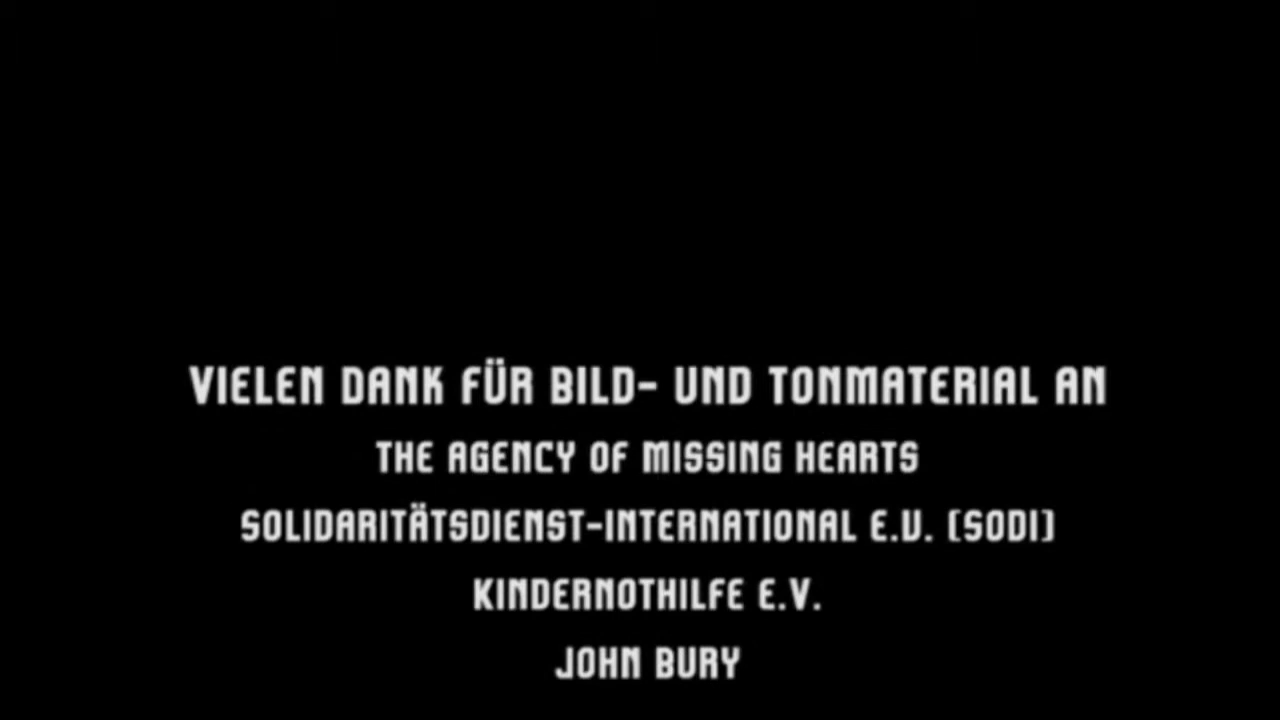 VIELEN DANK FÜR BILD- UND TONMATERIAL AN
THE AGENCY OF MISSING HEARTS
SOLIDARITÄTSDIENST-INTERNATIONAL E.V. (SODI)
KINDERNOTHILFE E.V.
JOHN BURY